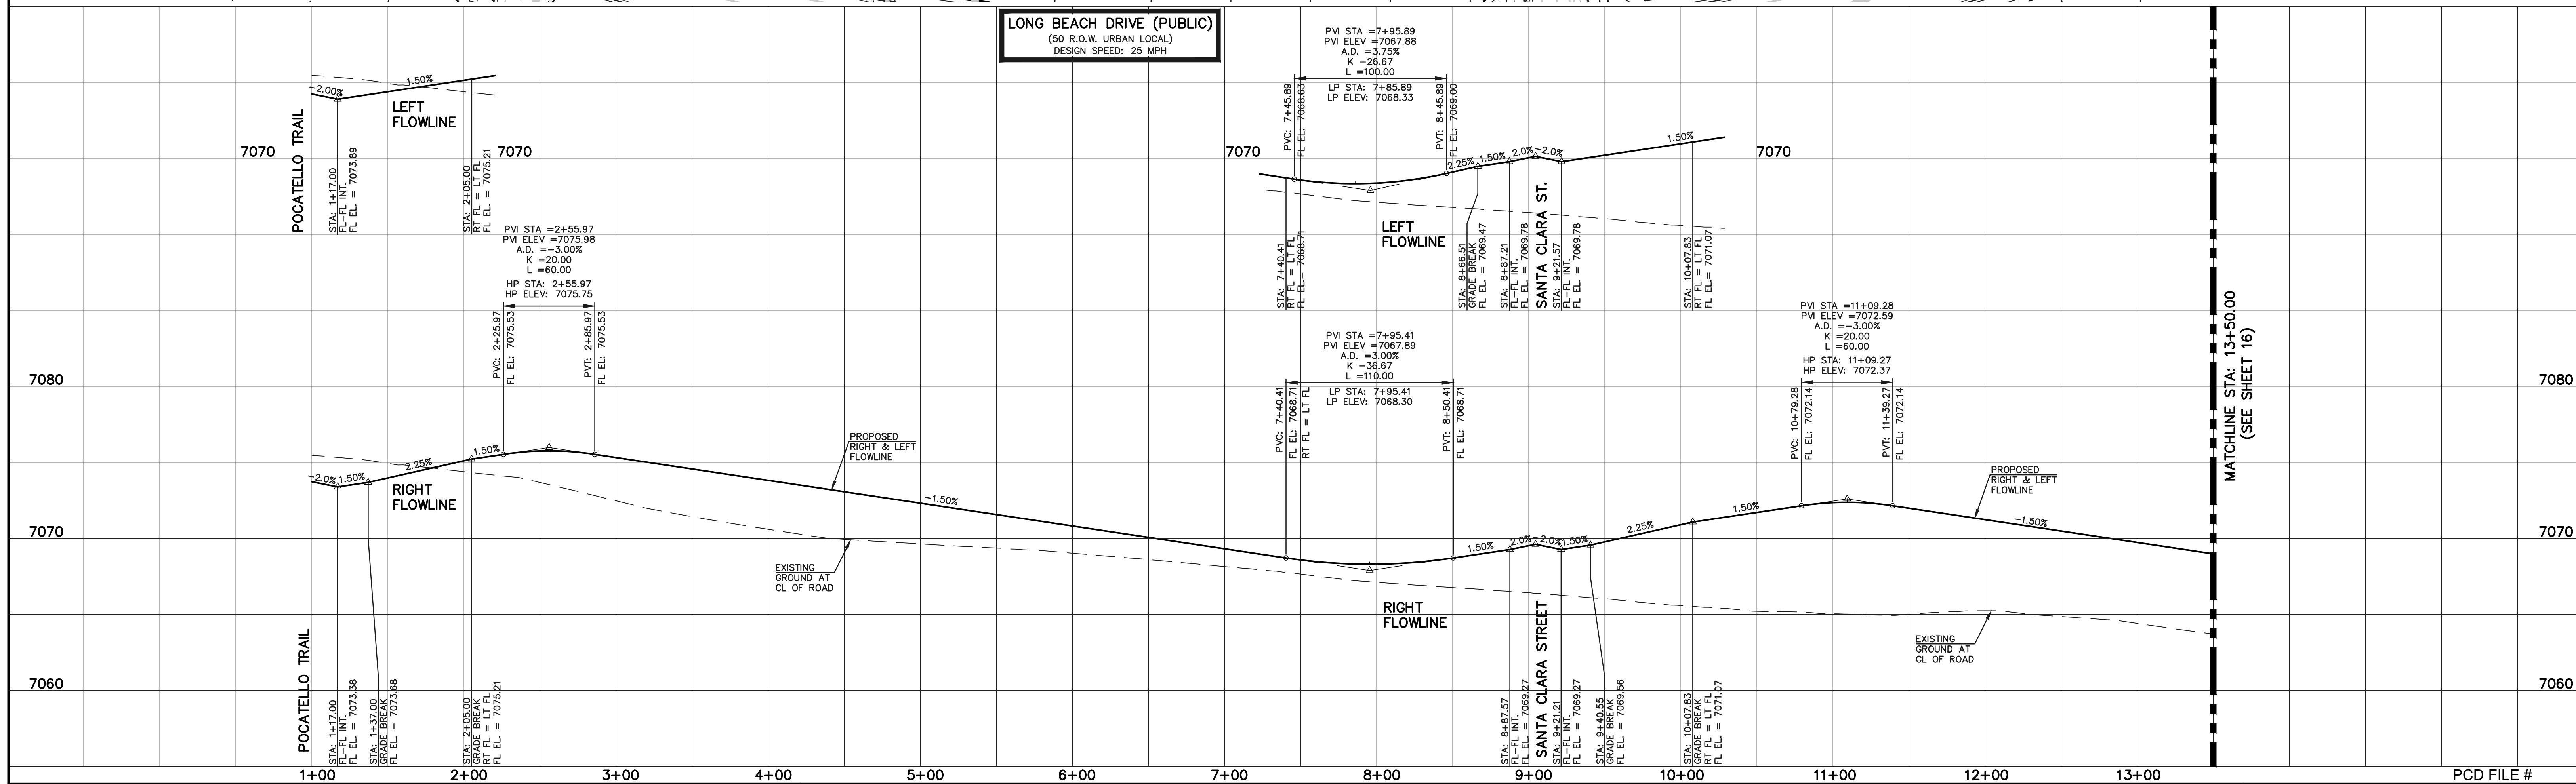 LONG BEACH DRIVE (PUBLIC)
(50 R.O.W. URBAN LOCAL)
DESIGN SPEED: 25 MPH
-2.00%
1.50%
LEFT
FLOWLINE
POCATELLO TRAIL
7070
7070
STA: 1+17.00
FL-FL INT.
FL EL. = 7073.89
STA: 2+05.00
RT FL = LT FL
FL EL. = 7075.21
PVI STA =7+95.89
PVI ELEV =7067.88
A.D. =3.75%
K =26.67
L =100.00
LP STA: 7+85.89
LP ELEV: 7068.33
PVC: 7+45.89
FL EL: 7068.63
PVT: 8+45.89
FL EL: 7069.00
7070
2.25%
1.50%
2.0%
-2.0%
1.50%
7070
LEFT
FLOWLINE
SANTA CLARA ST.
STA: 7+40.41
RT FL = LT FL
FL EL= 7068.71
STA: 8+66.51
GRADE BREAK
FL EL. = 7069.47
STA: 8+87.21
FL-FL INT.
FL EL. = 7069.78
STA: 9+21.57
FL-FL INT.
FL EL. = 7069.78
STA: 10+07.83
RT FL = LT FL
FL EL. =7071.07
PVI STA =2+55.97
PVI ELEV =7075.98
A.D. =-3.00%
K =20.00
L =60.00
HP STA: 2+55.97
HP ELEV: 7075.75
PVC: 2+25.97
FL EL: 7075.53
PVT: 2+85.97
FL EL: 7075.53
PVI STA =7+95.41
PVI ELEV =7067.89
A.D. =3.00%
K =36.67
L =110.00
LP STA: 7+95.41
LP ELEV: 7068.30
PVC: 7+40.41
FL EL: 7068.71
RT FL = LT FL
PVT: 8+50.41
FL EL: 7068.71
PVI STA =11+09.28
PVI ELEV =7072.59
A.D. =-3.00%
K =20.00
L =60.00
HP STA: 11+09.27
HP ELEV: 7072.37
PVC: 10+79.28
FL EL: 7072.14
PVT: 11+39.27
FL EL: 7072.14
MATCHLINE STA: 13+50.00
(SEE SHEET 16)
7080
7080
-2.0%
1.50%
2.25%
1.50%
RIGHT
FLOWLINE
PROPOSED
RIGHT & LEFT
FLOWLINE
-1.50%
1.50%
2.0%
-2.0%
1.50%
2.25%
1.50%
PROPOSED
RIGHT & LEFT
FLOWLINE
-1.50%
7070
7070
EXISTING
GROUND AT
CL OF ROAD
RIGHT
FLOWLINE
EXISTING
GROUND AT
CL OF ROAD
7060
7060
POCATELLO TRAIL
STA: 1+17.00
FL-FL INT.
FL EL. = 7073.38
STA: 1+37.00
GRADE BREAK
FL EL. = 7073.68
STA: 2+05.00
GRADE BREAK
RT FL = LT FL
FL EL. = 7075.21
SANTA CLARA STREET
STA: 8+87.57
FL-FL INT.
FL EL. =7069.27
STA: 9+21.21
FL-FL INT.
FL EL. = 7069.27
STA: 9+40.55
GRADE BREAK
FL EL. = 7069.56
STA: 10+07.83
GRADE BREAK
RT FL = LT FL
FL EL. = 7071.07
1+00
2+00
3+00
4+00
5+00
6+00
7+00
8+00
9+00
10+00
11+00
12+00
13+00
PCD FILE #